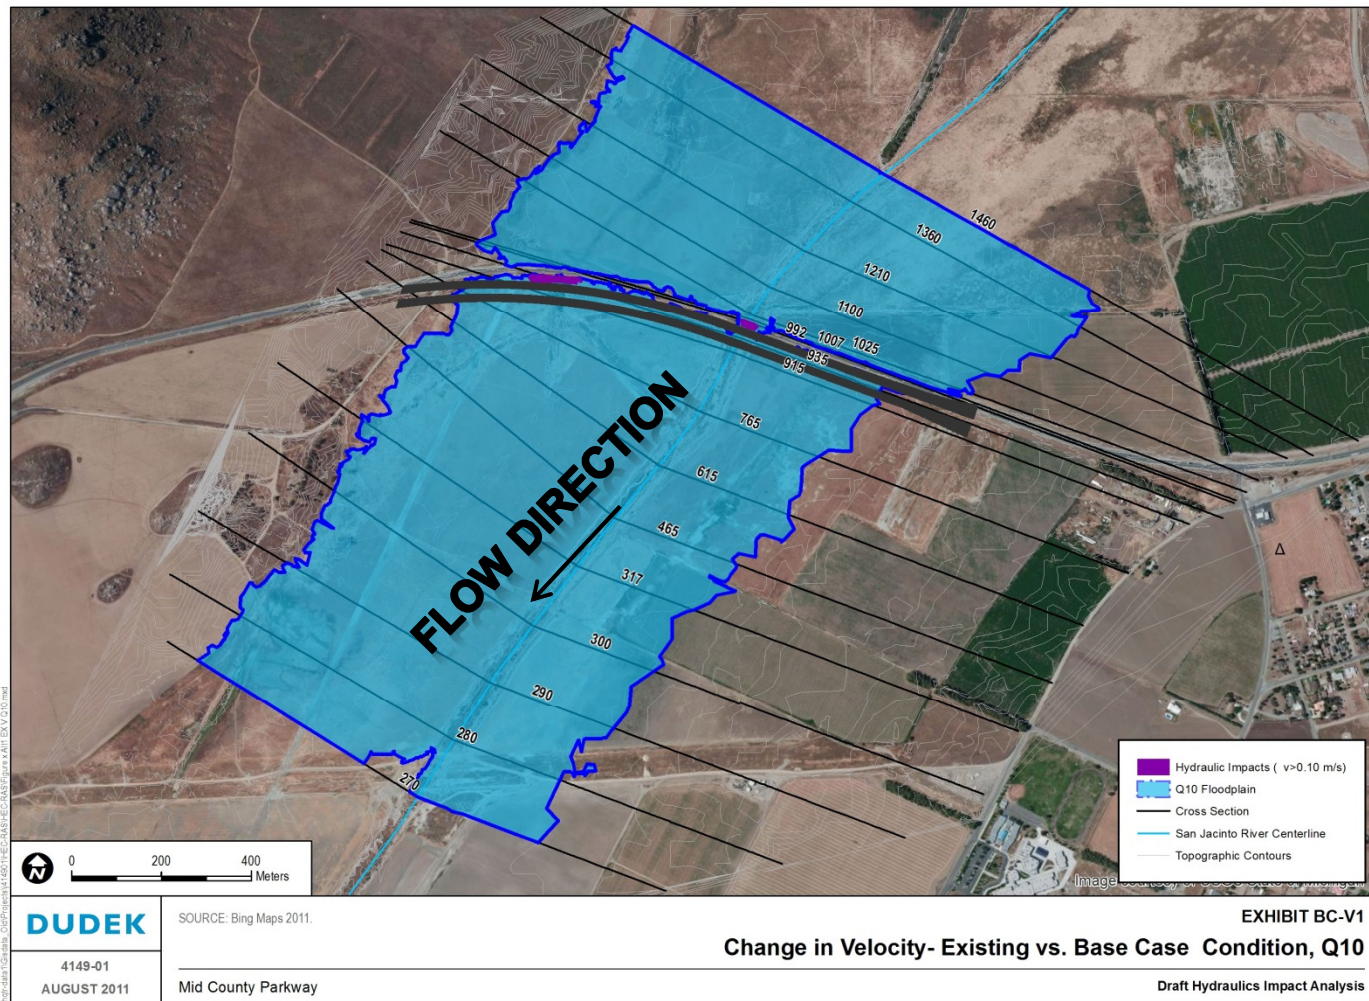 1460
1360
1210
1100
992 1007 1025
935
915
765
615
465
317
300
290
280
270
FLOW DIRECTION
Hydraulic Impacts ( v>0.10 m/s)
Q10 Floodplain
Cross Section
San Jacinto River Centerline
Topographic Contours
N
0 200 400
Meters
DUDEK
4149-01
AUGUST 2011
SOURCE: Bing Maps 2011.
Mid County Parkway
EXHIBIT BC-V1
Change in Velocity- Existing vs. Base Case Condition, Q10
Draft Hydraulics Impact Analysis